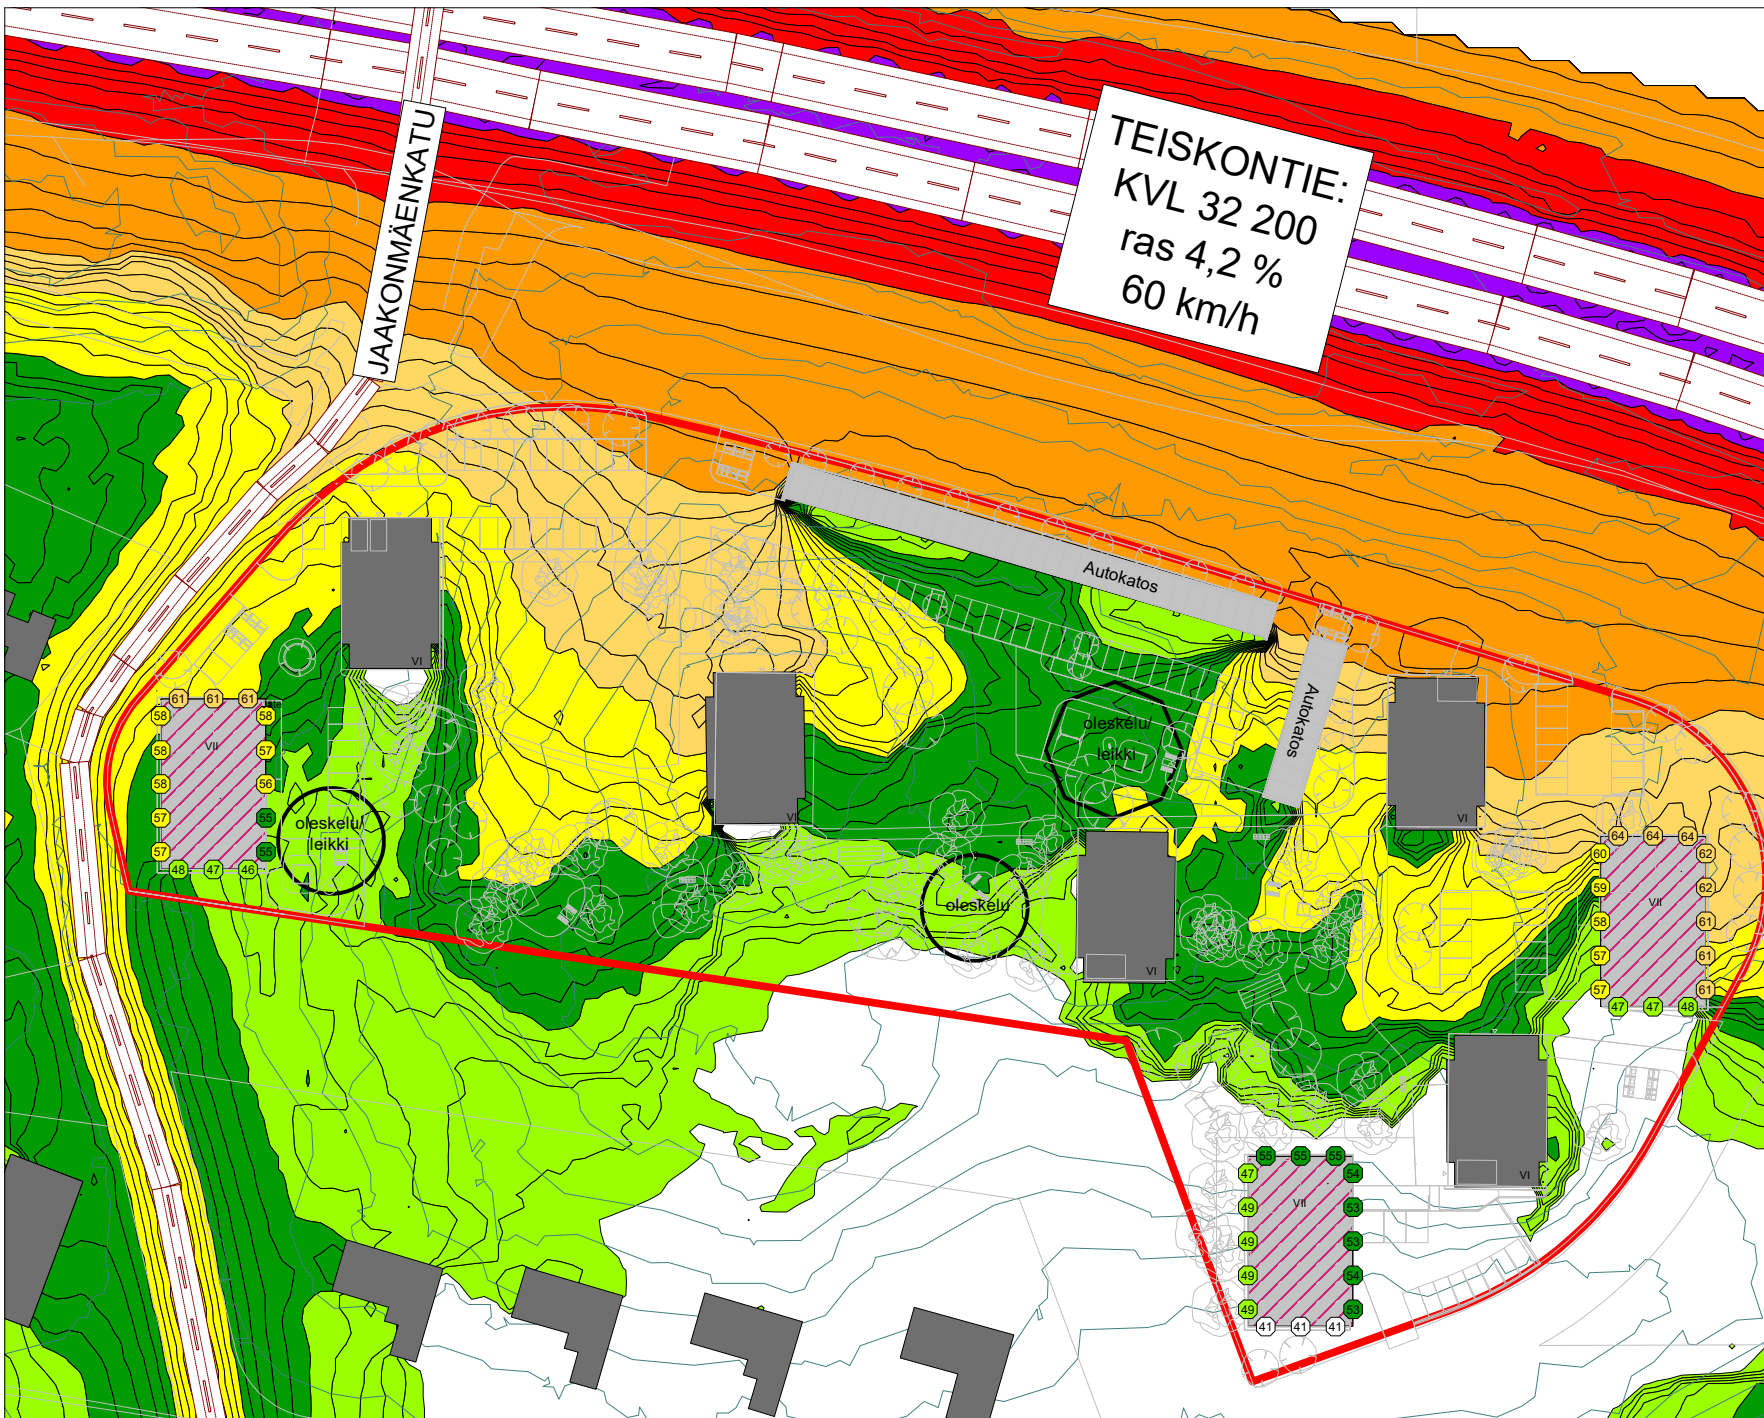 TEISKONTIE:
KVL 32 200
ras 4,2 %
60 km/h
JAAKONMÄENKATU
Autokatos
Autokatos
VI
VI
VI
VI
VI
oleskelu/
leikki
oleskelu/
leikki
oleskelu
61 61 61
58 58
58 57
58 56
57 55
57 55
48 47 46
VII
64 64 64
60 62
59 62
58 61
57 61
57 61
47 47 48
VII
55 55 55
47 54
49 53
49 53
49 54
49 53
41 41 41
VII